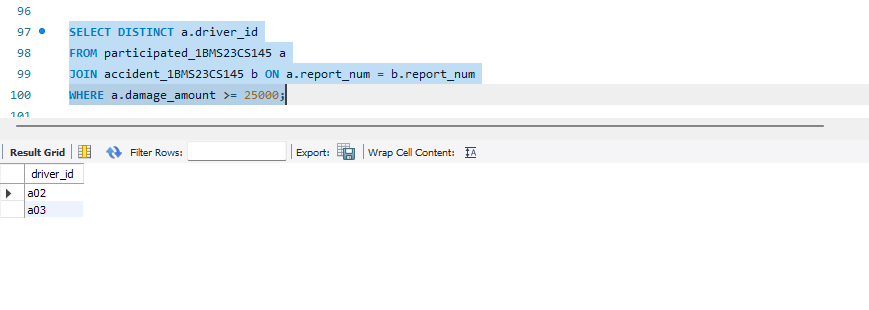 96
97 SELECT DISTINCT a.driver_id
98 FROM participated_1BMS23CS145 a
99 JOIN accident_1BMS23CS145 b ON a.report_num = b.report_num
100 WHERE a.damage_amount >= 25000;
101
Result Grid Filter Rows: Export: Wrap Cell Content:
driver_id
a02
a03